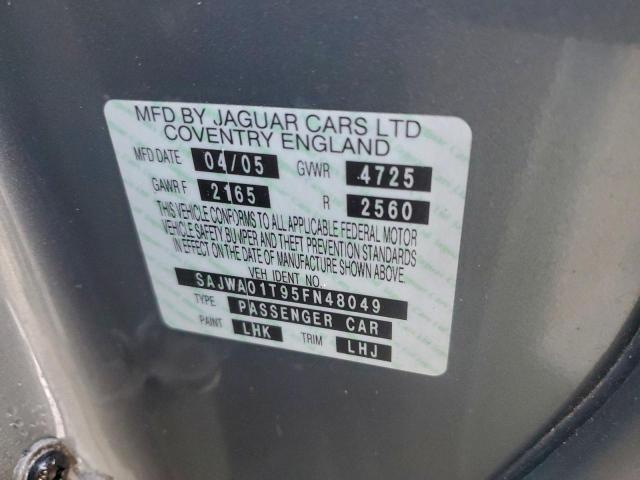 MFD BY JAGUAR CARS LTD
COVENTRY ENGLAND
MFD DATE 04/05 GVWR 4725
GAWR F 2165 R 2560
THIS VEHICLE CONFORMS TO ALL APPLICABLE FEDERAL MOTOR
VEHICLE SAFETY BUMPER AND THEFT PREVENTION STANDARDS
IN EFFECT ON THE DATE OF MANUFACTURE SHOWN ABOVE.
VEH IDENT NO.
SAJWA01T95FN48049
TYPE PASSENGER CAR
PAINT LHK TRIM LHJ